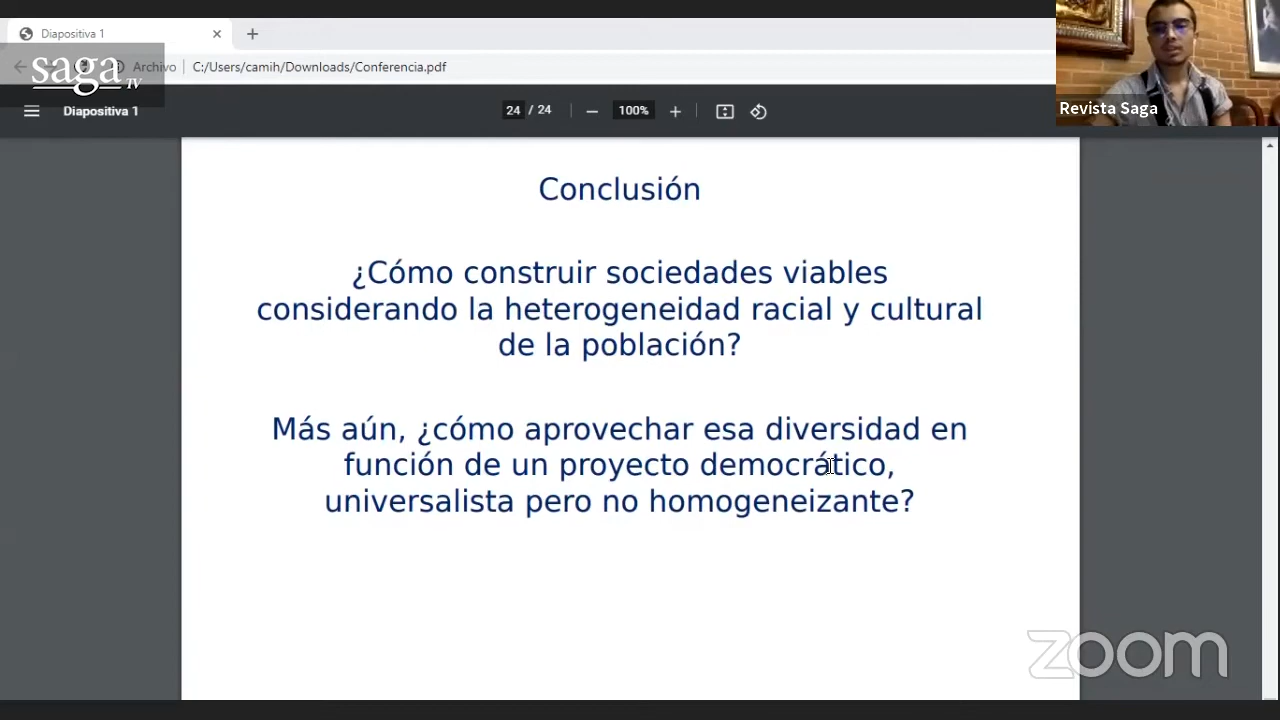 Diapositiva 1
saga TV
Archivo
C:/Users/camih/Downloads/Conferencia.pdf
Revista Saga
Diapositiva 1
24 / 24
100%
Conclusión
¿Cómo construir sociedades viables
considerando la heterogeneidad racial y cultural
de la población?
Más aún, ¿cómo aprovechar esa diversidad en
función de un proyecto democrático,
universalista pero no homogeneizante?
zoom